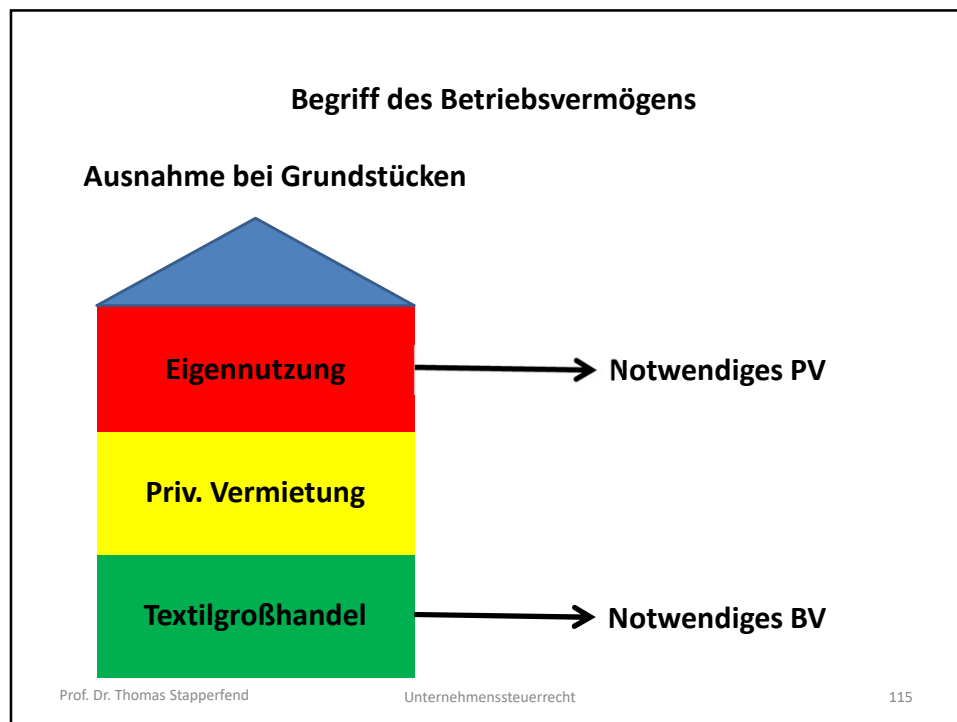 Begriff des Betriebsvermögens
Ausnahme bei Grundstücken
Eigennutzung
Notwendiges PV
Priv. Vermietung
Textilgroßhandel
Notwendiges BV
Prof. Dr. Thomas Stapperfend
Unternehmenssteuerrecht
115